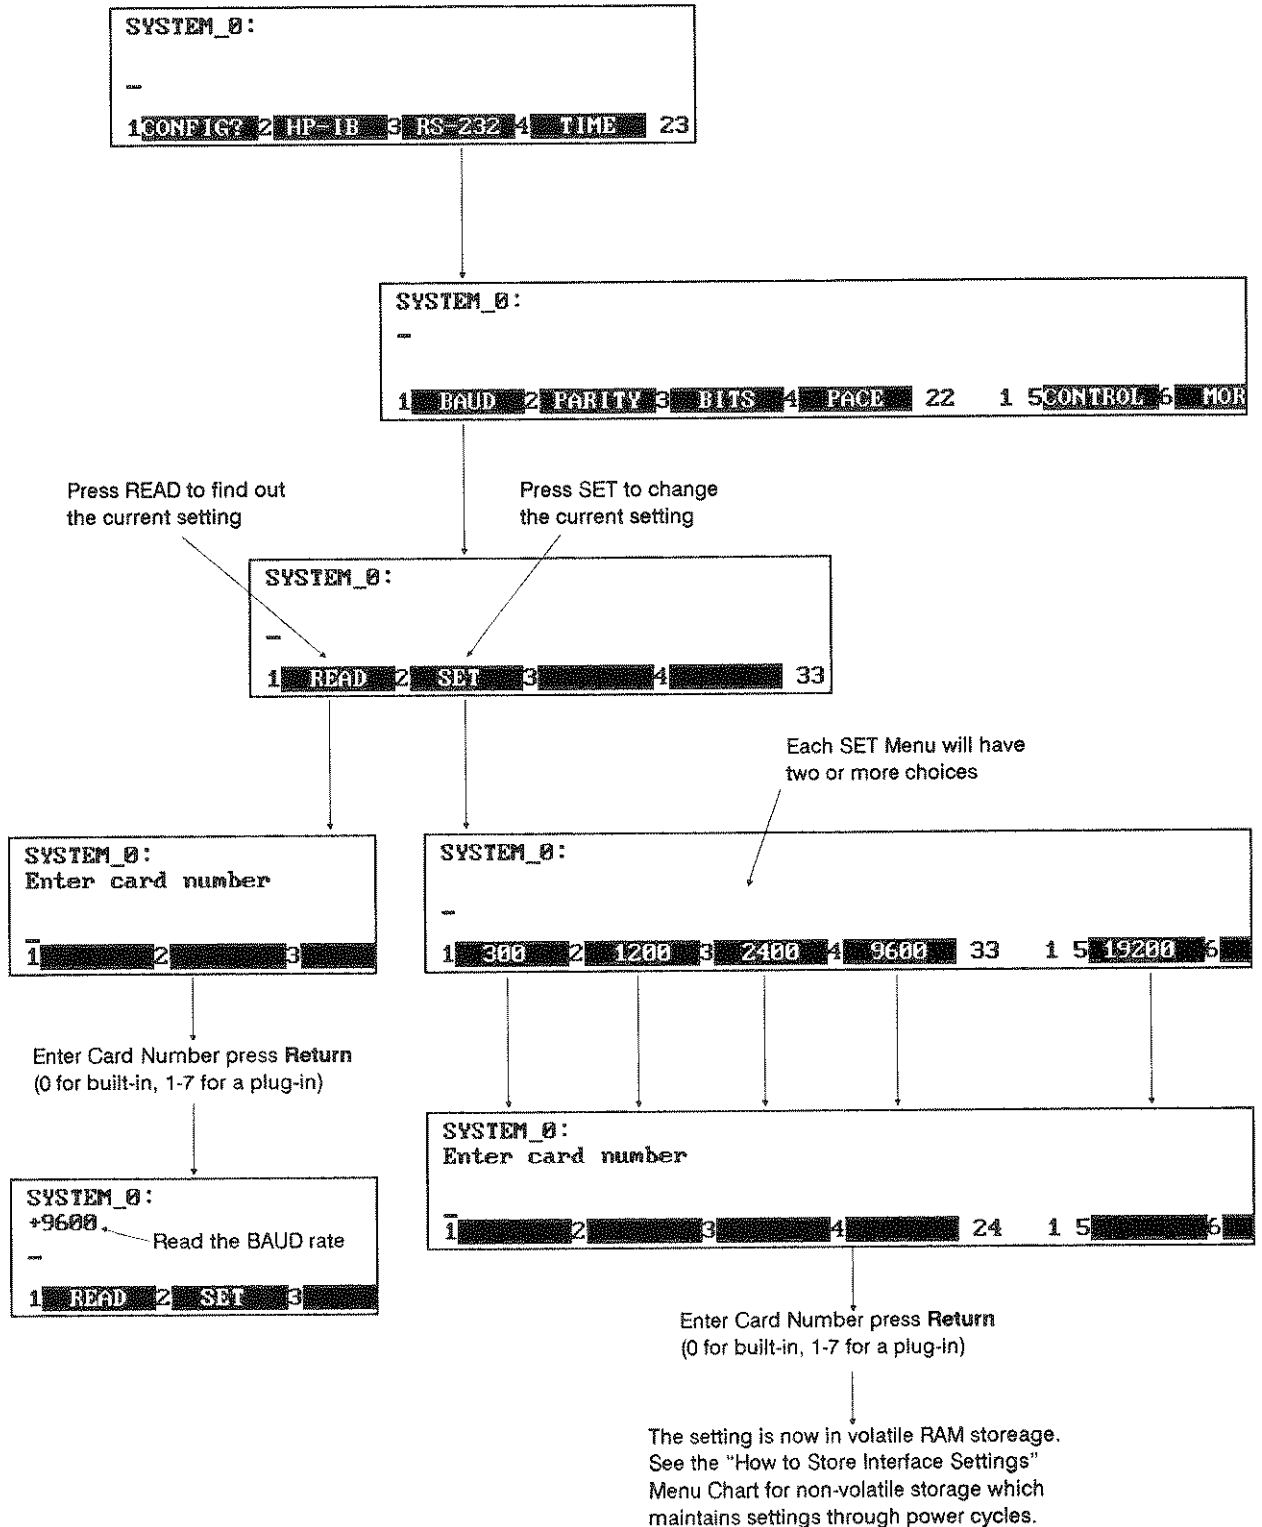 SYSTEM_0:
_
1 CONFIG? 2 HP-IB 3 RS-232 4 TIME 23
SYSTEM_0:
_
1 BAUD 2 PARITY 3 BITS 4 PACE 22 1 5 CONTROL 6 MOR
Press READ to find out
the current setting
Press SET to change
the current setting
SYSTEM_0:
_
1 READ 2 SET 3 4 33
Each SET Menu will have
two or more choices
SYSTEM_0:
Enter card number
_
1 2 3
SYSTEM_0:
_
1 300 2 1200 3 2400 4 9600 33 1 5 19200 6
Enter Card Number press Return
(0 for built-in, 1-7 for a plug-in)
SYSTEM_0:
Enter card number
_
1 2 3 4 24 1 5 6
SYSTEM_0:
+9600
Read the BAUD rate
_
1 READ 2 SET 3
Enter Card Number press Return
(0 for built-in, 1-7 for a plug-in)
The setting is now in volatile RAM storeage.
See the "How to Store Interface Settings"
Menu Chart for non-volatile storage which
maintains settings through power cycles.